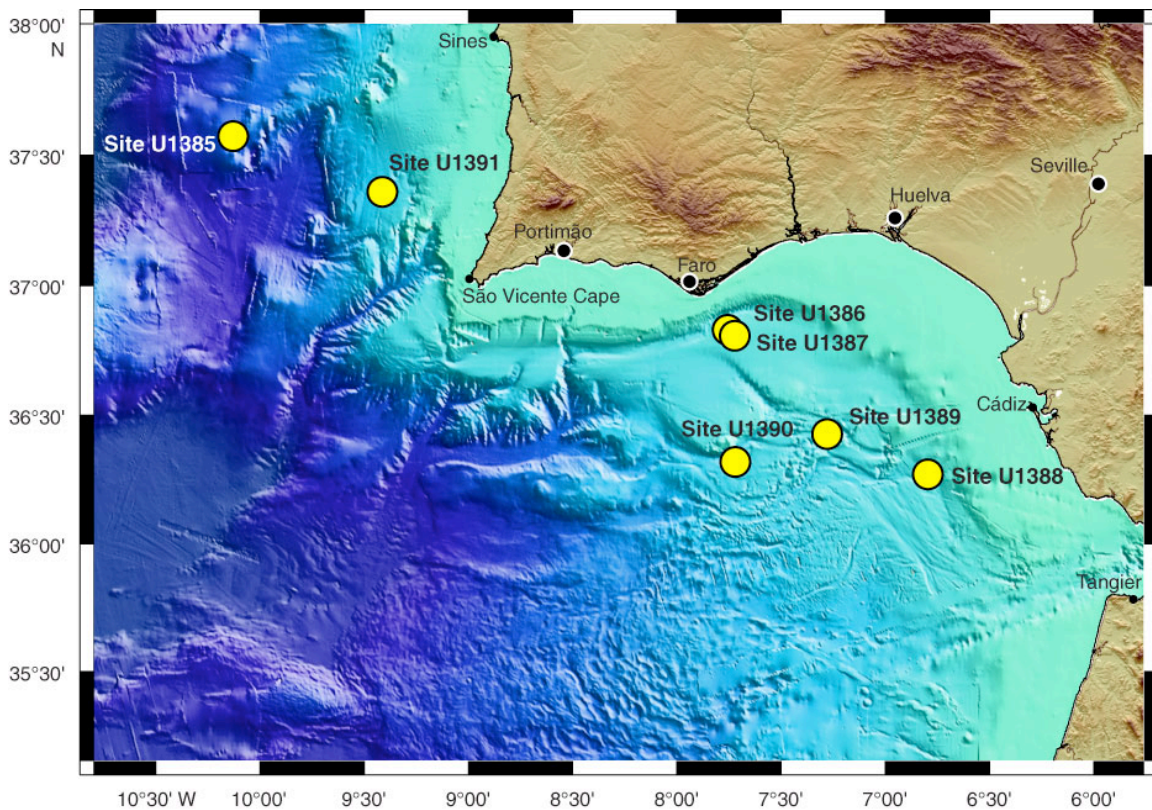 38°00'
N
Sines
Site U1385
37°30'
Site U1391
Seville
Huelva
Portimão
Faro
37°00'
São Vicente Cape
Site U1386
Site U1387
36°30'
Cádiz
Site U1389
Site U1390
Site U1388
36°00'
Tangier
35°30'
10°30' W 10°00' 9°30' 9°00' 8°30' 8°00' 7°30' 7°00' 6°30' 6°00'